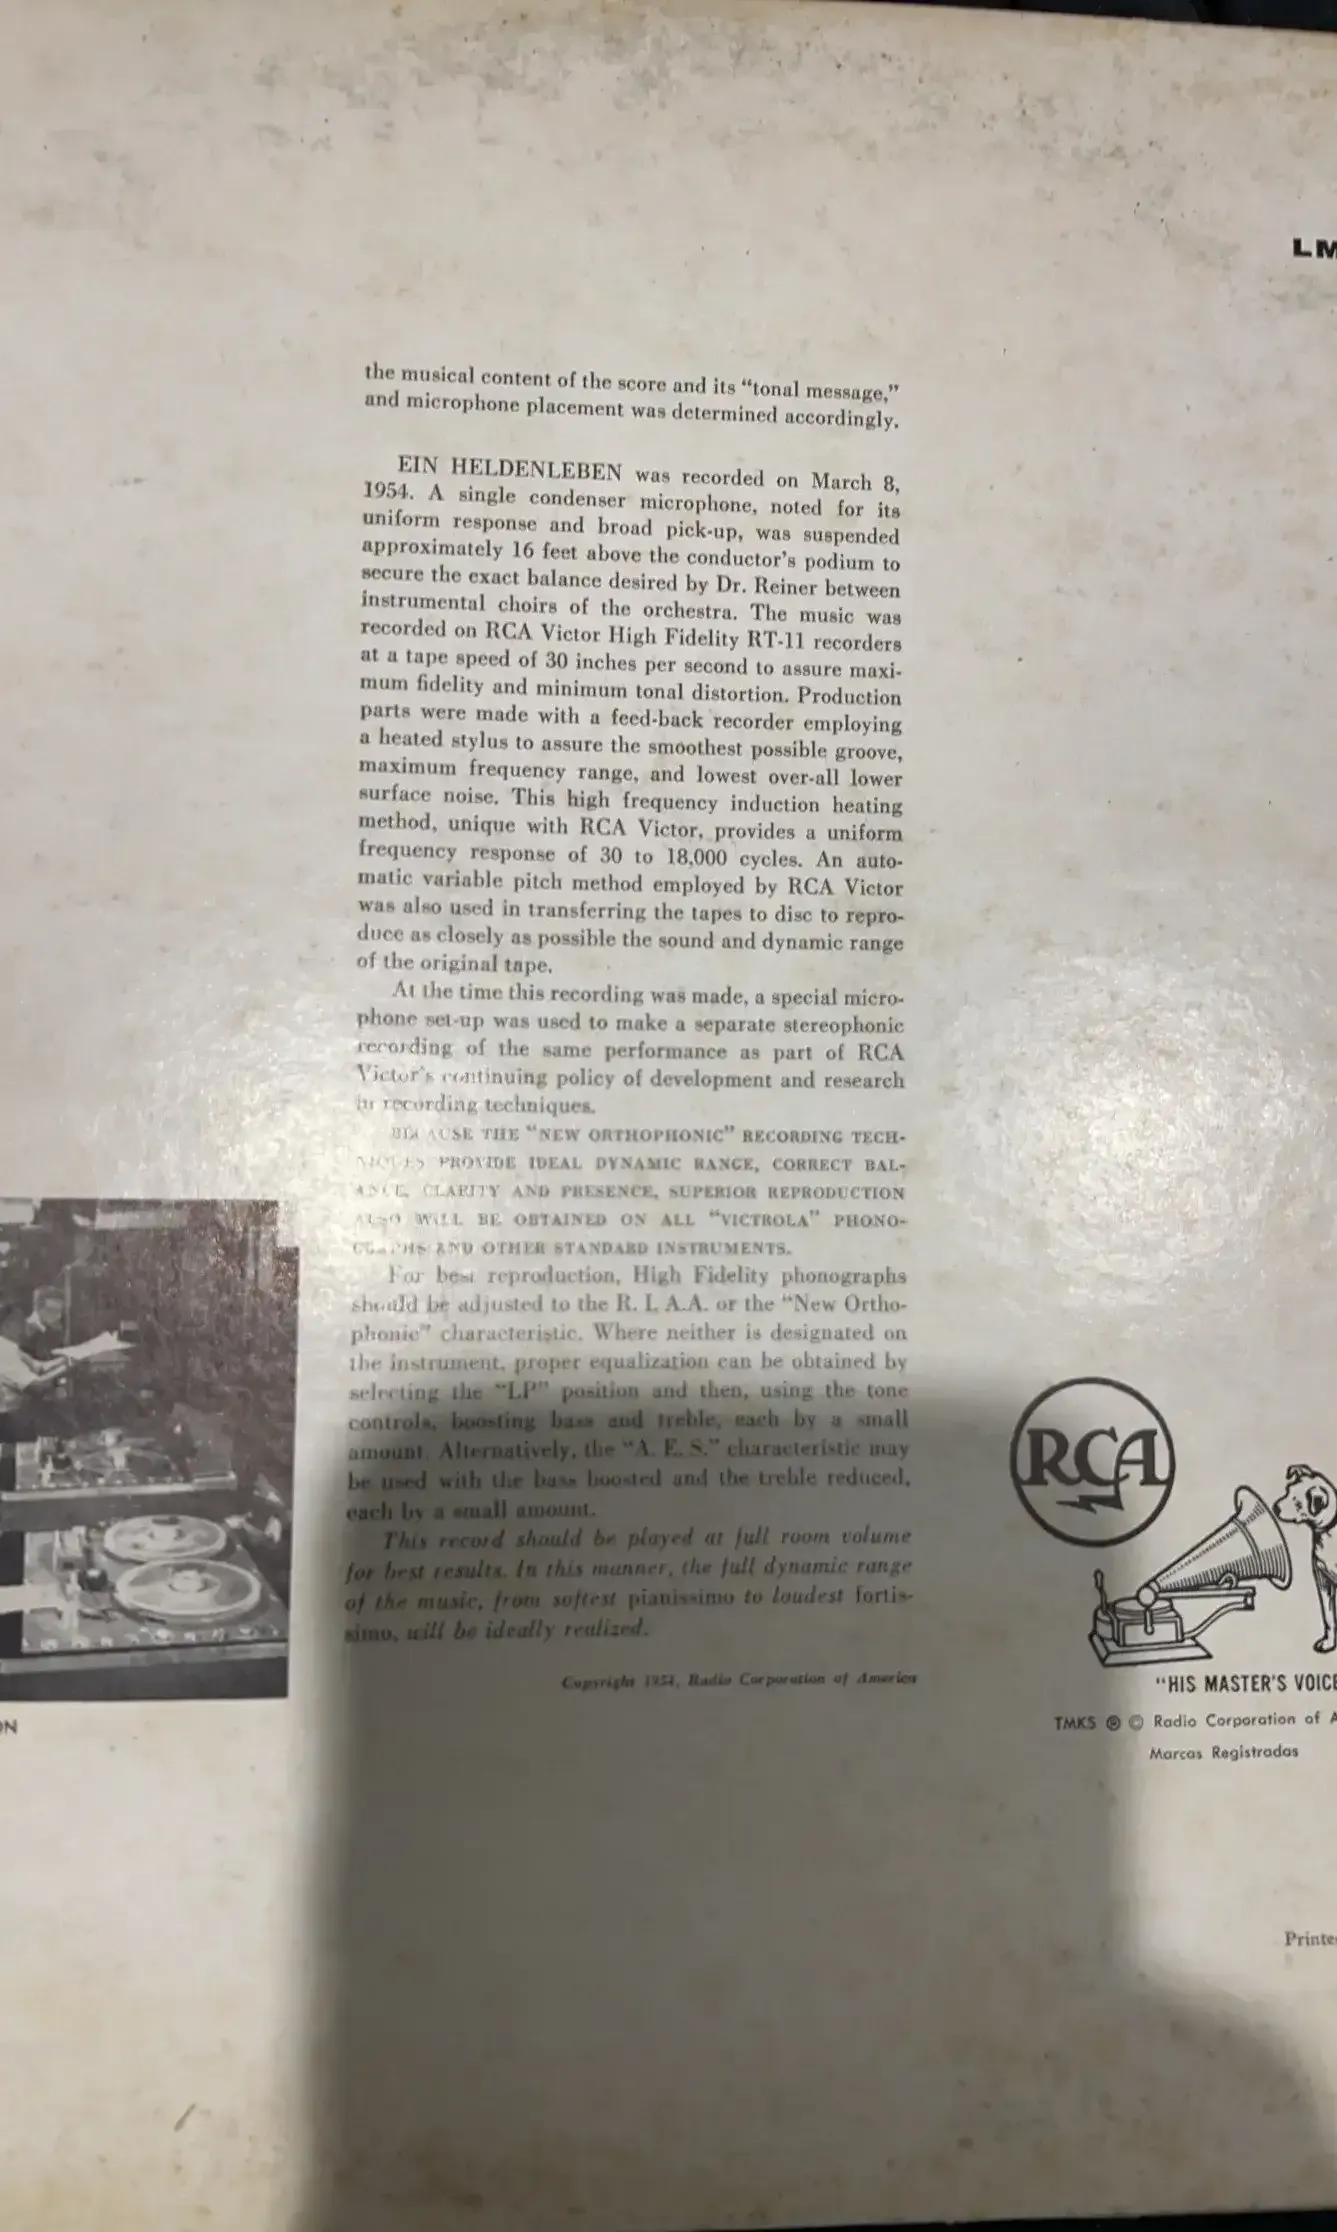 LM
the musical content of the score and its “tonal message,”
and microphone placement was determined accordingly.
EIN HELDENLEBEN was recorded on March 8,
1954. A single condenser microphone, noted for its
uniform response and broad pick-up, was suspended
approximately 16 feet above the conductor's podium to
secure the exact balance desired by Dr. Reiner between
instrumental choirs of the orchestra. The music was
recorded on RCA Victor High Fidelity RT-11 recorders
at a tape speed of 30 inches per second to assure maxi-
mum fidelity and minimum tonal distortion. Production
parts were made with a feed-back recorder employing
a heated stylus to assure the smoothest possible groove,
maximum frequency range, and lowest over-all lower
surface noise. This high frequency induction heating
method, unique with RCA Victor, provides a uniform
frequency response of 30 to 18,000 cycles. An auto-
matic variable pitch method employed by RCA Victor
was also used in transferring the tapes to disc to repro-
duce as closely as possible the sound and dynamic range
of the original tape.
At the time this recording was made, a special micro-
phone set-up was used to make a separate stereophonic
recording of the same performance as part of RCA
Victor's continuing policy of development and research
in recording techniques.
BECAUSE THE “NEW ORTHOPHONIC” RECORDING TECH-
NIQUES PROVIDE IDEAL DYNAMIC RANGE, CORRECT BAL-
ANCE, CLARITY AND PRESENCE, SUPERIOR REPRODUCTION
ALSO WILL BE OBTAINED ON ALL “VICTROLA” PHONO-
GRAPHS AND OTHER STANDARD INSTRUMENTS.
For best reproduction, High Fidelity phonographs
should be adjusted to the R. I. A.A. or the “New Ortho-
phonic” characteristic. Where neither is designated on
the instrument, proper equalization can be obtained by
selecting the “LP” position and then, using the tone
controls, boosting bass and treble, each by a small
amount. Alternatively, the “A. E. S.” characteristic may
be used with the bass boosted and the treble reduced,
each by a small amount.
This record should be played at full room volume
for best results. In this manner, the full dynamic range
of the music, from softest pianissimo to loudest fortis-
simo, will be ideally realized.
Copyright 1954, Radio Corporation of America
ON
RCA
“HIS MASTER'S VOICE
TMKS ® © Radio Corporation of A
Marcas Registradas
Printe